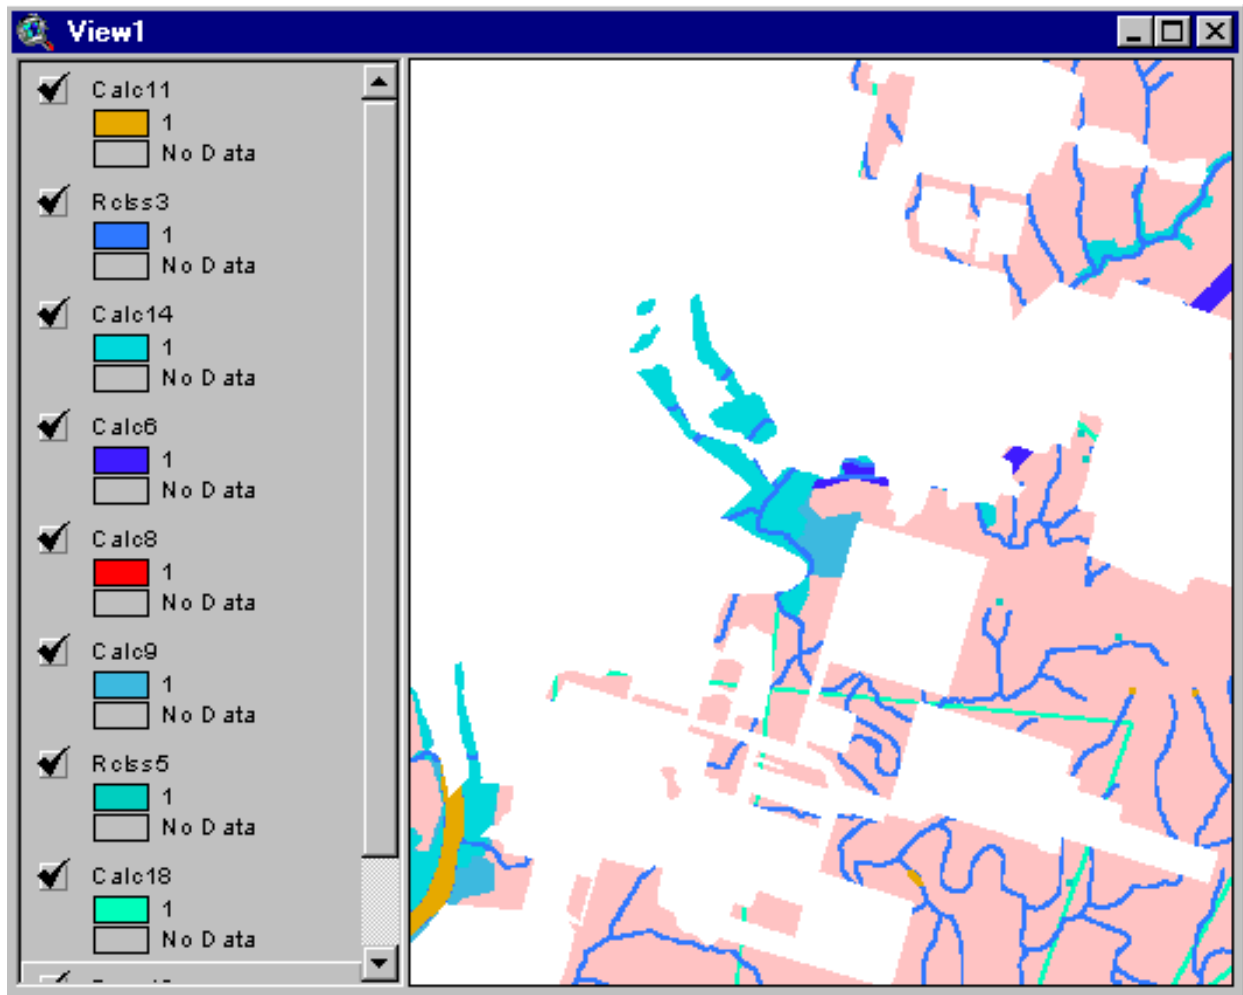 View1
Calc11
1
No Data
Rclss3
1
No Data
Calc14
1
No Data
Calc6
1
No Data
Calc8
1
No Data
Calc9
1
No Data
Rclss5
1
No Data
Calc18
1
No Data